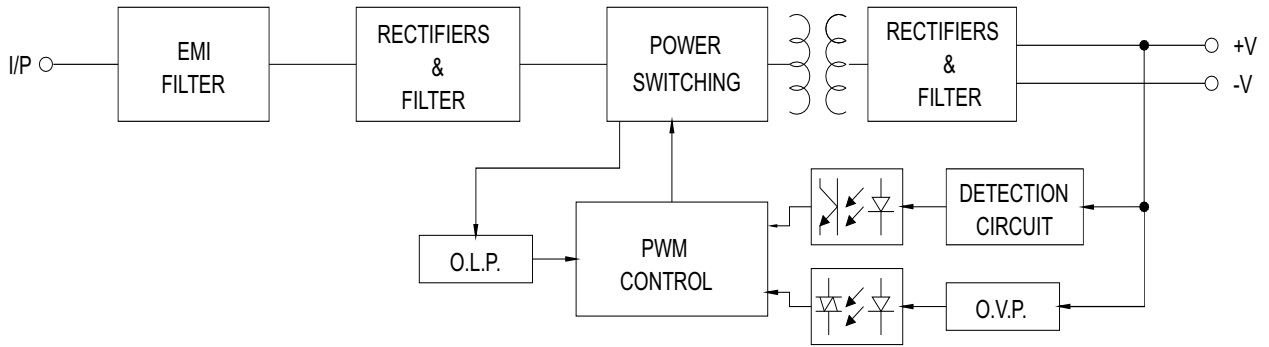 I/P
EMI
FILTER
RECTIFIERS
&
FILTER
POWER
SWITCHING
RECTIFIERS
&
FILTER
+V
-V
DETECTION
CIRCUIT
O.L.P.
PWM
CONTROL
O.V.P.